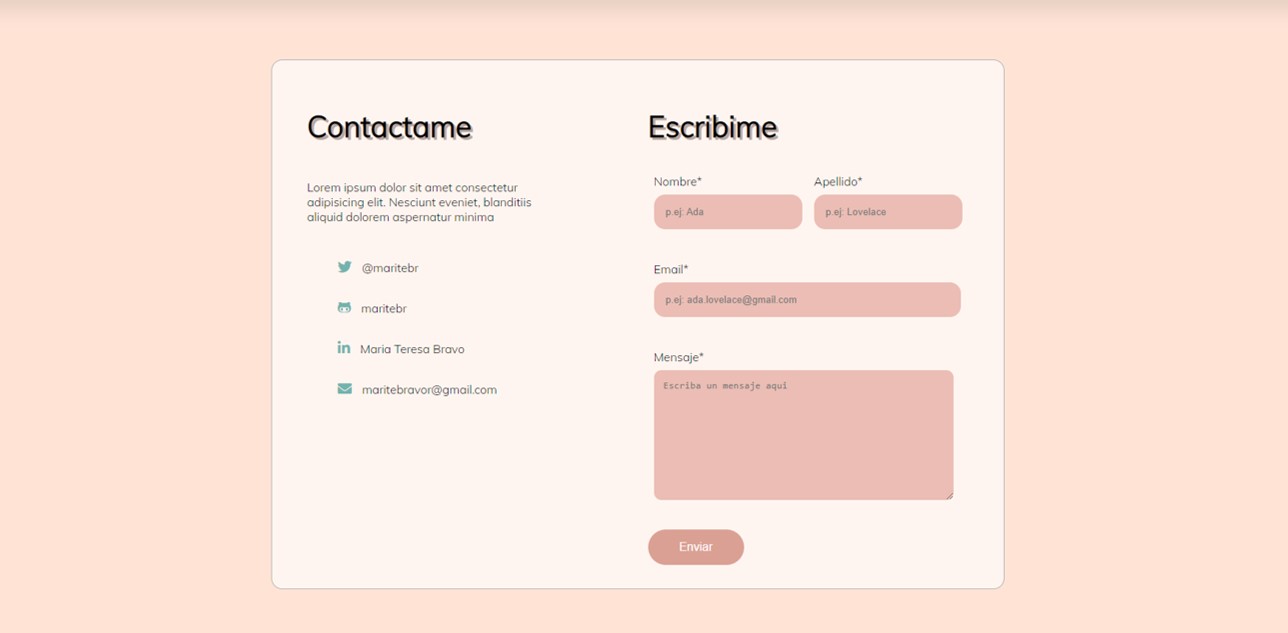 Contactame
Lorem ipsum dolor sit amet consectetur
adipisicing elit. Nesciunt eveniet, blanditiis
aliquid dolorem aspernatur minima
@maritebr
maritebr
Maria Teresa Bravo
maritebravor@gmail.com
Escribime
Nombre* Apellido*
p.ej: Ada p.ej: Lovelace
Email*
p.ej: ada.lovelace@gmail.com
Mensaje*
Escriba un mensaje aquí
Enviar